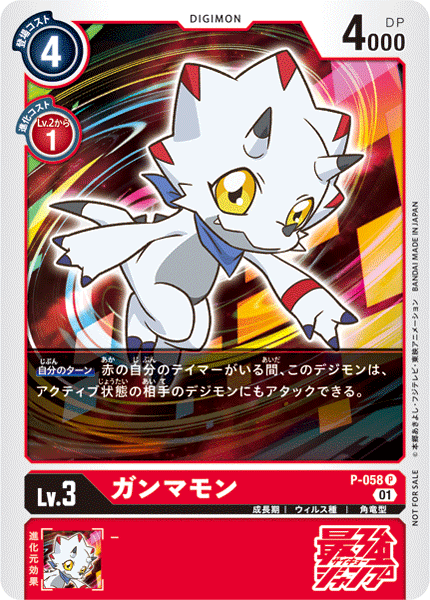 登場コスト
4
DIGIMON
DP
4000
進化コスト
Lv.2から
1
自分のターン 赤の自分のテイマーがいる間、このデジモンは、
アクティブ状態の相手のデジモンにもアタックできる。
©本郷あきよし・フジテレビ・東映アニメーション BANDAI MADE IN JAPAN
NOT FOR SALE
P-058 P
01
Lv.3
ガンマモン
成長期 | ウィルス種 | 角竜型
進化元効果
-
最強ジャンプ